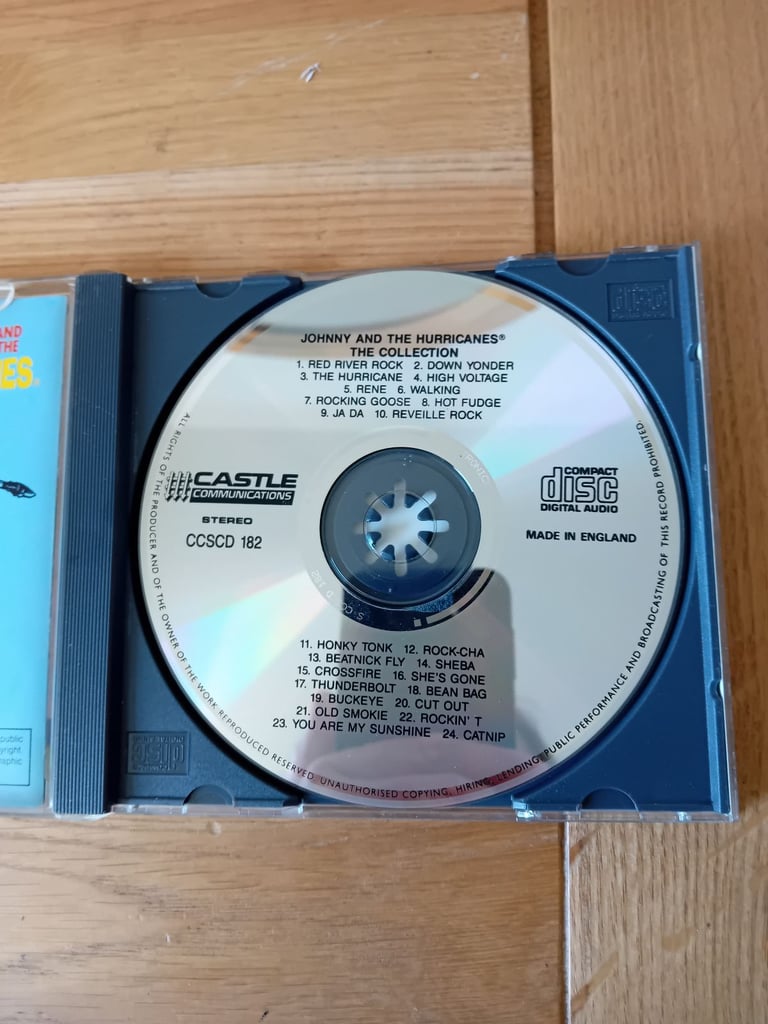 JOHNNY AND THE HURRICANES®
THE COLLECTION
1. RED RIVER ROCK 2. DOWN YONDER
3. THE HURRICANE 4. HIGH VOLTAGE
5. RENE 6. WALKING
7. ROCKING GOOSE 8. HOT FUDGE
9. JA DA 10. REVEILLE ROCK
CASTLE
COMMUNICATIONS
STEREO
CCSCD 182
COMPACT
disc
DIGITAL AUDIO
MADE IN ENGLAND
11. HONKY TONK 12. ROCK-CHA
13. BEATNICK FLY 14. SHEBA
15. CROSSFIRE 16. SHE'S GONE
17. THUNDERBOLT 18. BEAN BAG
19. BUCKEYE 20. CUT OUT
21. OLD SMOKIE 22. ROCKIN' T
23. YOU ARE MY SUNSHINE 24. CATNIP
ALL RIGHTS OF THE PRODUCER AND OF THE OWNER OF THE WORK REPRODUCED RESERVED. UNAUTHORISED COPYING, HIRING, LENDING, PUBLIC PERFORMANCE AND BROADCASTING OF THIS RECORD PROHIBITED.
AND
THE
ES®
public
yright
aphic
disc
disc